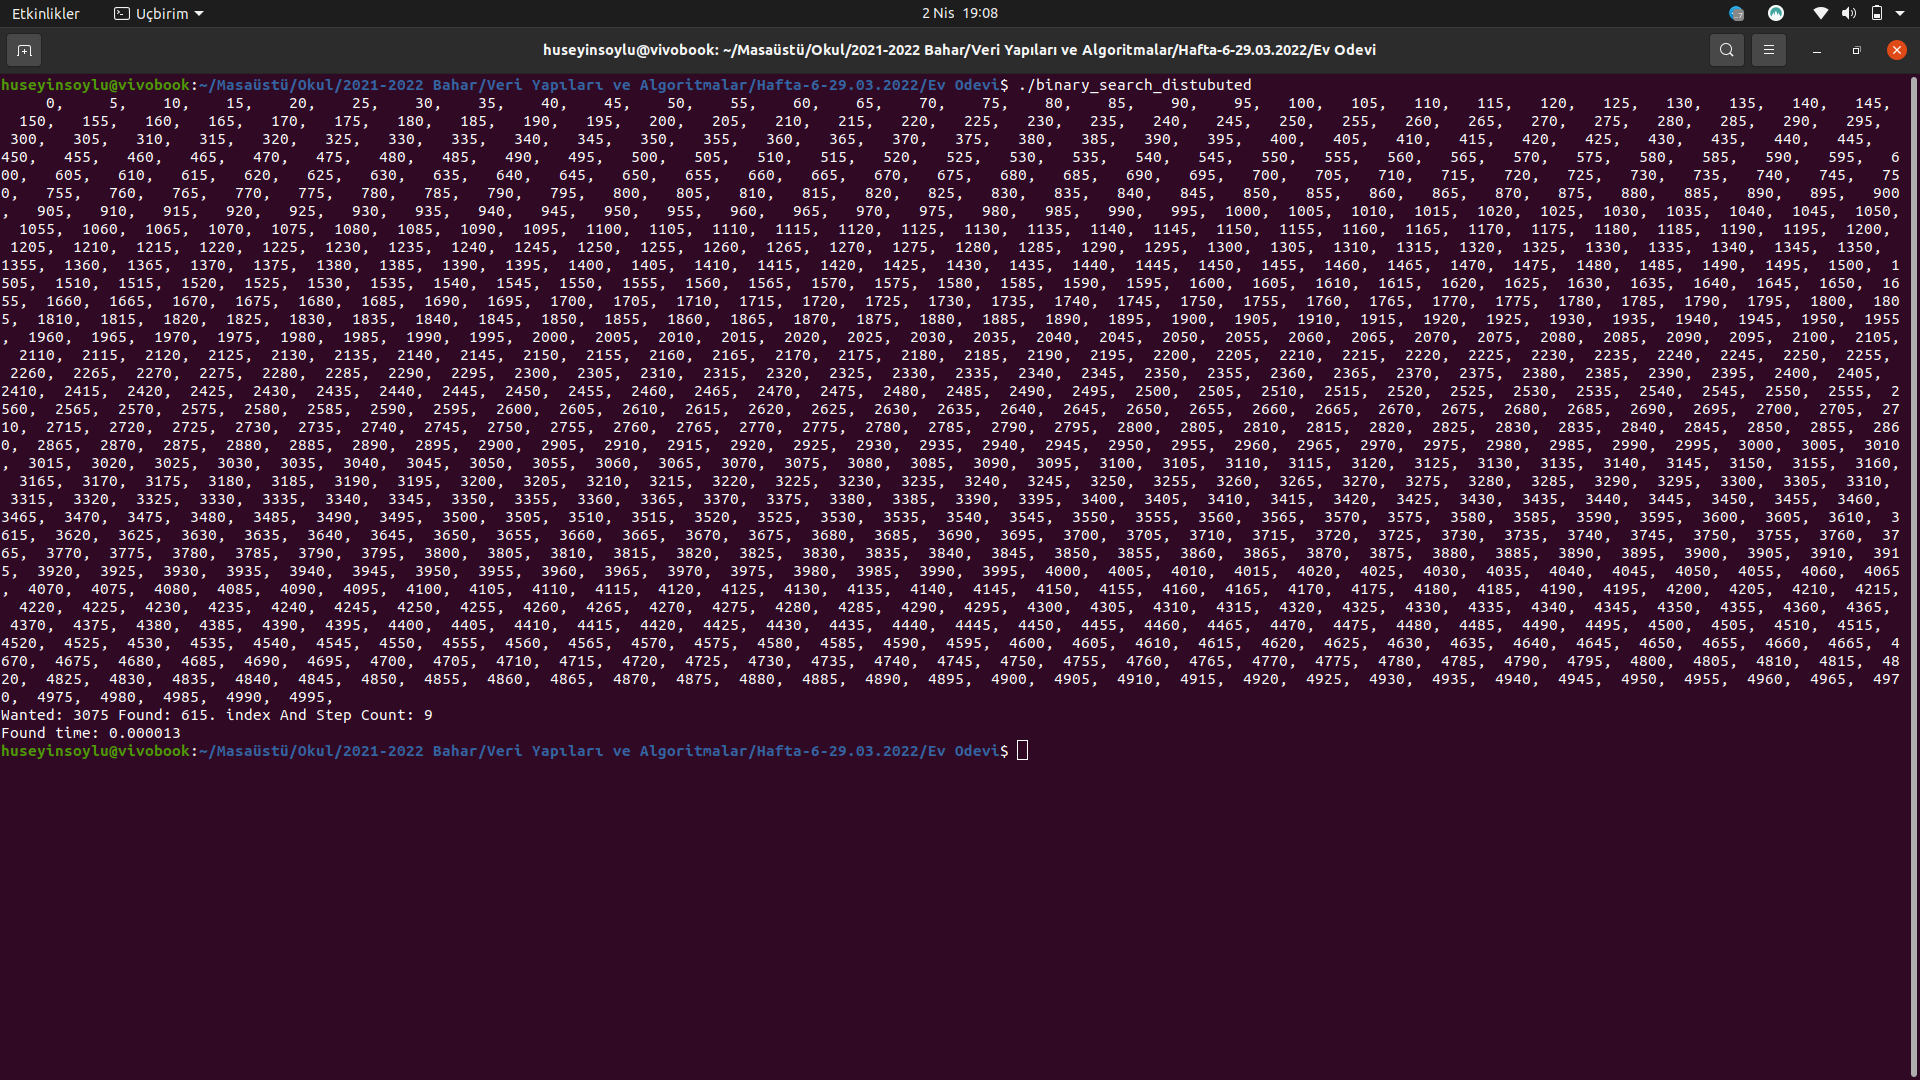 Etkinlikler Uçbirim 2 Nis 19:08
huseyinsoylu@vivobook: ~/Masaüstü/Okul/2021-2022 Bahar/Veri Yapıları ve Algoritmalar/Hafta-6-29.03.2022/Ev Odevi
huseyinsoylu@vivobook:~/Masaüstü/Okul/2021-2022 Bahar/Veri Yapıları ve Algoritmalar/Hafta-6-29.03.2022/Ev Odevi$ ./binary_search_distubuted
0, 5, 10, 15, 20, 25, 30, 35, 40, 45, 50, 55, 60, 65, 70, 75, 80, 85, 90, 95, 100, 105, 110, 115, 120, 125, 130, 135, 140, 145,
150, 155, 160, 165, 170, 175, 180, 185, 190, 195, 200, 205, 210, 215, 220, 225, 230, 235, 240, 245, 250, 255, 260, 265, 270, 275, 280, 285, 290, 295,
300, 305, 310, 315, 320, 325, 330, 335, 340, 345, 350, 355, 360, 365, 370, 375, 380, 385, 390, 395, 400, 405, 410, 415, 420, 425, 430, 435, 440, 445,
450, 455, 460, 465, 470, 475, 480, 485, 490, 495, 500, 505, 510, 515, 520, 525, 530, 535, 540, 545, 550, 555, 560, 565, 570, 575, 580, 585, 590, 595, 6
00, 605, 610, 615, 620, 625, 630, 635, 640, 645, 650, 655, 660, 665, 670, 675, 680, 685, 690, 695, 700, 705, 710, 715, 720, 725, 730, 735, 740, 745, 75
0, 755, 760, 765, 770, 775, 780, 785, 790, 795, 800, 805, 810, 815, 820, 825, 830, 835, 840, 845, 850, 855, 860, 865, 870, 875, 880, 885, 890, 895, 900
, 905, 910, 915, 920, 925, 930, 935, 940, 945, 950, 955, 960, 965, 970, 975, 980, 985, 990, 995, 1000, 1005, 1010, 1015, 1020, 1025, 1030, 1035, 1040, 1045, 1050,
1055, 1060, 1065, 1070, 1075, 1080, 1085, 1090, 1095, 1100, 1105, 1110, 1115, 1120, 1125, 1130, 1135, 1140, 1145, 1150, 1155, 1160, 1165, 1170, 1175, 1180, 1185, 1190, 1195, 1200,
1205, 1210, 1215, 1220, 1225, 1230, 1235, 1240, 1245, 1250, 1255, 1260, 1265, 1270, 1275, 1280, 1285, 1290, 1295, 1300, 1305, 1310, 1315, 1320, 1325, 1330, 1335, 1340, 1345, 1350,
1355, 1360, 1365, 1370, 1375, 1380, 1385, 1390, 1395, 1400, 1405, 1410, 1415, 1420, 1425, 1430, 1435, 1440, 1445, 1450, 1455, 1460, 1465, 1470, 1475, 1480, 1485, 1490, 1495, 1500, 1
505, 1510, 1515, 1520, 1525, 1530, 1535, 1540, 1545, 1550, 1555, 1560, 1565, 1570, 1575, 1580, 1585, 1590, 1595, 1600, 1605, 1610, 1615, 1620, 1625, 1630, 1635, 1640, 1645, 1650, 16
55, 1660, 1665, 1670, 1675, 1680, 1685, 1690, 1695, 1700, 1705, 1710, 1715, 1720, 1725, 1730, 1735, 1740, 1745, 1750, 1755, 1760, 1765, 1770, 1775, 1780, 1785, 1790, 1795, 1800, 180
5, 1810, 1815, 1820, 1825, 1830, 1835, 1840, 1845, 1850, 1855, 1860, 1865, 1870, 1875, 1880, 1885, 1890, 1895, 1900, 1905, 1910, 1915, 1920, 1925, 1930, 1935, 1940, 1945, 1950, 1955
, 1960, 1965, 1970, 1975, 1980, 1985, 1990, 1995, 2000, 2005, 2010, 2015, 2020, 2025, 2030, 2035, 2040, 2045, 2050, 2055, 2060, 2065, 2070, 2075, 2080, 2085, 2090, 2095, 2100, 2105,
2110, 2115, 2120, 2125, 2130, 2135, 2140, 2145, 2150, 2155, 2160, 2165, 2170, 2175, 2180, 2185, 2190, 2195, 2200, 2205, 2210, 2215, 2220, 2225, 2230, 2235, 2240, 2245, 2250, 2255,
2260, 2265, 2270, 2275, 2280, 2285, 2290, 2295, 2300, 2305, 2310, 2315, 2320, 2325, 2330, 2335, 2340, 2345, 2350, 2355, 2360, 2365, 2370, 2375, 2380, 2385, 2390, 2395, 2400, 2405,
2410, 2415, 2420, 2425, 2430, 2435, 2440, 2445, 2450, 2455, 2460, 2465, 2470, 2475, 2480, 2485, 2490, 2495, 2500, 2505, 2510, 2515, 2520, 2525, 2530, 2535, 2540, 2545, 2550, 2555, 2
560, 2565, 2570, 2575, 2580, 2585, 2590, 2595, 2600, 2605, 2610, 2615, 2620, 2625, 2630, 2635, 2640, 2645, 2650, 2655, 2660, 2665, 2670, 2675, 2680, 2685, 2690, 2695, 2700, 2705, 27
10, 2715, 2720, 2725, 2730, 2735, 2740, 2745, 2750, 2755, 2760, 2765, 2770, 2775, 2780, 2785, 2790, 2795, 2800, 2805, 2810, 2815, 2820, 2825, 2830, 2835, 2840, 2845, 2850, 2855, 286
0, 2865, 2870, 2875, 2880, 2885, 2890, 2895, 2900, 2905, 2910, 2915, 2920, 2925, 2930, 2935, 2940, 2945, 2950, 2955, 2960, 2965, 2970, 2975, 2980, 2985, 2990, 2995, 3000, 3005, 3010
, 3015, 3020, 3025, 3030, 3035, 3040, 3045, 3050, 3055, 3060, 3065, 3070, 3075, 3080, 3085, 3090, 3095, 3100, 3105, 3110, 3115, 3120, 3125, 3130, 3135, 3140, 3145, 3150, 3155, 3160,
3165, 3170, 3175, 3180, 3185, 3190, 3195, 3200, 3205, 3210, 3215, 3220, 3225, 3230, 3235, 3240, 3245, 3250, 3255, 3260, 3265, 3270, 3275, 3280, 3285, 3290, 3295, 3300, 3305, 3310,
3315, 3320, 3325, 3330, 3335, 3340, 3345, 3350, 3355, 3360, 3365, 3370, 3375, 3380, 3385, 3390, 3395, 3400, 3405, 3410, 3415, 3420, 3425, 3430, 3435, 3440, 3445, 3450, 3455, 3460,
3465, 3470, 3475, 3480, 3485, 3490, 3495, 3500, 3505, 3510, 3515, 3520, 3525, 3530, 3535, 3540, 3545, 3550, 3555, 3560, 3565, 3570, 3575, 3580, 3585, 3590, 3595, 3600, 3605, 3610, 3
615, 3620, 3625, 3630, 3635, 3640, 3645, 3650, 3655, 3660, 3665, 3670, 3675, 3680, 3685, 3690, 3695, 3700, 3705, 3710, 3715, 3720, 3725, 3730, 3735, 3740, 3745, 3750, 3755, 3760, 37
65, 3770, 3775, 3780, 3785, 3790, 3795, 3800, 3805, 3810, 3815, 3820, 3825, 3830, 3835, 3840, 3845, 3850, 3855, 3860, 3865, 3870, 3875, 3880, 3885, 3890, 3895, 3900, 3905, 3910, 391
5, 3920, 3925, 3930, 3935, 3940, 3945, 3950, 3955, 3960, 3965, 3970, 3975, 3980, 3985, 3990, 3995, 4000, 4005, 4010, 4015, 4020, 4025, 4030, 4035, 4040, 4045, 4050, 4055, 4060, 4065
, 4070, 4075, 4080, 4085, 4090, 4095, 4100, 4105, 4110, 4115, 4120, 4125, 4130, 4135, 4140, 4145, 4150, 4155, 4160, 4165, 4170, 4175, 4180, 4185, 4190, 4195, 4200, 4205, 4210, 4215,
4220, 4225, 4230, 4235, 4240, 4245, 4250, 4255, 4260, 4265, 4270, 4275, 4280, 4285, 4290, 4295, 4300, 4305, 4310, 4315, 4320, 4325, 4330, 4335, 4340, 4345, 4350, 4355, 4360, 4365,
4370, 4375, 4380, 4385, 4390, 4395, 4400, 4405, 4410, 4415, 4420, 4425, 4430, 4435, 4440, 4445, 4450, 4455, 4460, 4465, 4470, 4475, 4480, 4485, 4490, 4495, 4500, 4505, 4510, 4515,
4520, 4525, 4530, 4535, 4540, 4545, 4550, 4555, 4560, 4565, 4570, 4575, 4580, 4585, 4590, 4595, 4600, 4605, 4610, 4615, 4620, 4625, 4630, 4635, 4640, 4645, 4650, 4655, 4660, 4665, 4
670, 4675, 4680, 4685, 4690, 4695, 4700, 4705, 4710, 4715, 4720, 4725, 4730, 4735, 4740, 4745, 4750, 4755, 4760, 4765, 4770, 4775, 4780, 4785, 4790, 4795, 4800, 4805, 4810, 4815, 48
20, 4825, 4830, 4835, 4840, 4845, 4850, 4855, 4860, 4865, 4870, 4875, 4880, 4885, 4890, 4895, 4900, 4905, 4910, 4915, 4920, 4925, 4930, 4935, 4940, 4945, 4950, 4955, 4960, 4965, 497
0, 4975, 4980, 4985, 4990, 4995,
Wanted: 3075 Found: 615. index And Step Count: 9
Found time: 0.000013
huseyinsoylu@vivobook:~/Masaüstü/Okul/2021-2022 Bahar/Veri Yapıları ve Algoritmalar/Hafta-6-29.03.2022/Ev Odevi$